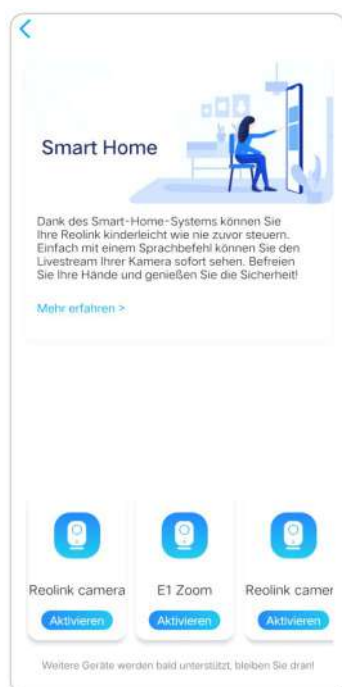 Smart Home
Dank des Smart-Home-Systems können Sie
Ihre Reolink kinderleicht wie nie zuvor steuern.
Einfach mit einem Sprachbefehl können Sie den
Livestream Ihrer Kamera sofort sehen. Befreien
Sie Ihre Hände und genießen Sie die Sicherheit!
Mehr erfahren >
Reolink camera E1 Zoom Reolink camer
Aktivieren Aktivieren Aktivieren
Weitere Geräte werden bald unterstützt, bleiben Sie dran!